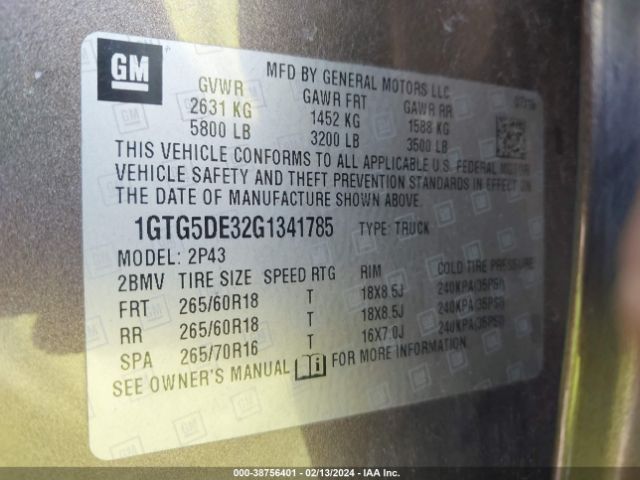 GM
MFD BY GENERAL MOTORS LLC
GVWR GAWR FRT GAWR RR
2631 KG 1452 KG 1588 KG
5800 LB 3200 LB 3500 LB
THIS VEHICLE CONFORMS TO ALL APPLICABLE U.S. FEDERAL MOTOR
VEHICLE SAFETY AND THEFT PREVENTION STANDARDS IN EFFECT ON
THE DATE OF MANUFACTURE SHOWN ABOVE.
1GTG5DE32G1341785 TYPE: TRUCK
MODEL: 2P43
2BMV TIRE SIZE SPEED RTG RIM COLD TIRE PRESSURE
FRT 265/60R18 T 18X8.5J 240KPA(35PSI)
RR 265/60R18 T 18X8.5J 240KPA(35PSI)
SPA 265/70R16 T 16X7.0J 240KPA(35PSI)
SEE OWNER'S MANUAL FOR MORE INFORMATION.
000-38756401 - 02/13/2024 - IAA Inc.